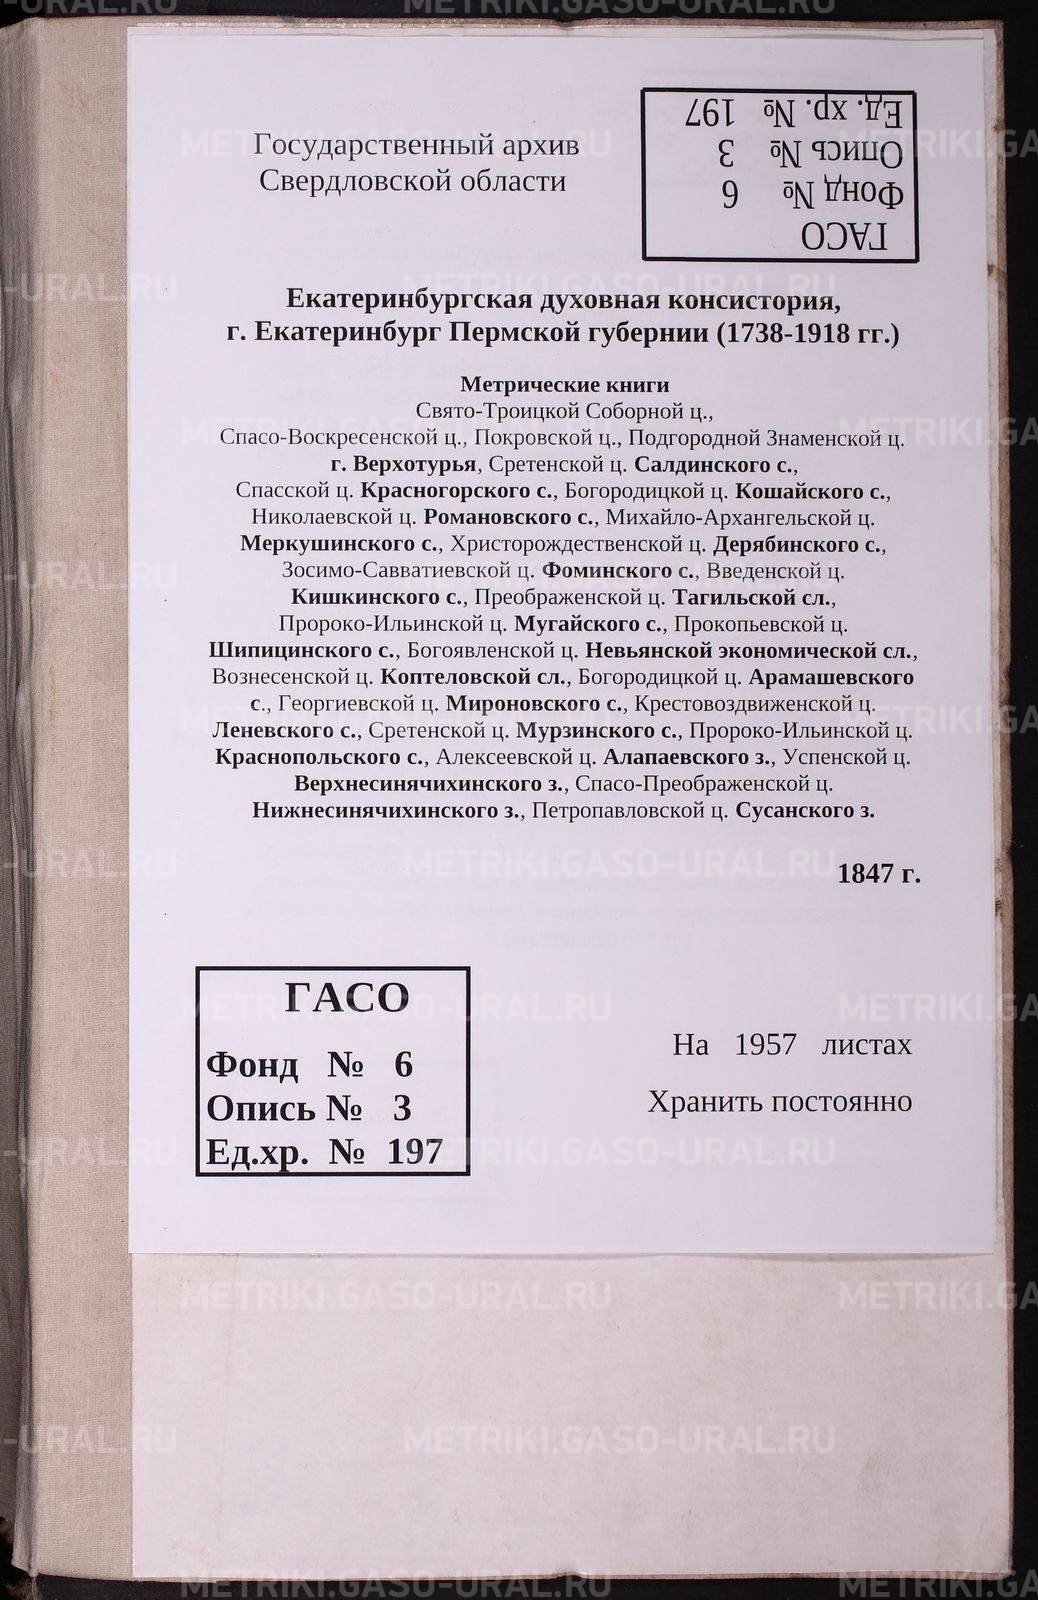 Государственный архив
Свердловской области
ГАСО
Фонд № 6
Опись № 3
Ед. хр. № 197
Екатеринбургская духовная консистория,
г. Екатеринбург Пермской губернии (1738-1918 гг.)
Метрические книги
Свято-Троицкой Соборной ц.,
Спасо-Воскресенской ц., Покровской ц., Подгородной Знаменской ц.
г. Верхотурья, Сретенской ц. Салдинского с.,
Спасской ц. Красногорского с., Богородицкой ц. Кошайского с.,
Николаевской ц. Романовского с., Михайло-Архангельской ц.
Меркушинского с., Христорождественской ц. Дерябинского с.,
Зосимо-Савватиевской ц. Фоминского с., Введенской ц.
Кишкинского с., Преображенской ц. Тагильской сл.,
Пророко-Ильинской ц. Мугайского с., Прокопьевской ц.
Шипицинского с., Богоявленской ц. Невьянской экономической сл.,
Вознесенской ц. Коптеловской сл., Богородицкой ц. Арамашевского
с., Георгиевской ц. Мироновского с., Крестовоздвиженской ц.
Леневского с., Сретенской ц. Мурзинского с., Пророко-Ильинской ц.
Краснопольского с., Алексеевской ц. Алапаевского з., Успенской ц.
Верхнесинячихинского з., Спасо-Преображенской ц.
Нижнесинячихинского з., Петропавловской ц. Сусанского з.
1847 г.
ГАСО
Фонд № 6
Опись № 3
Ед.хр. № 197
На 1957 листах
Хранить постоянно
METRIKI.GASO-URAL.RU